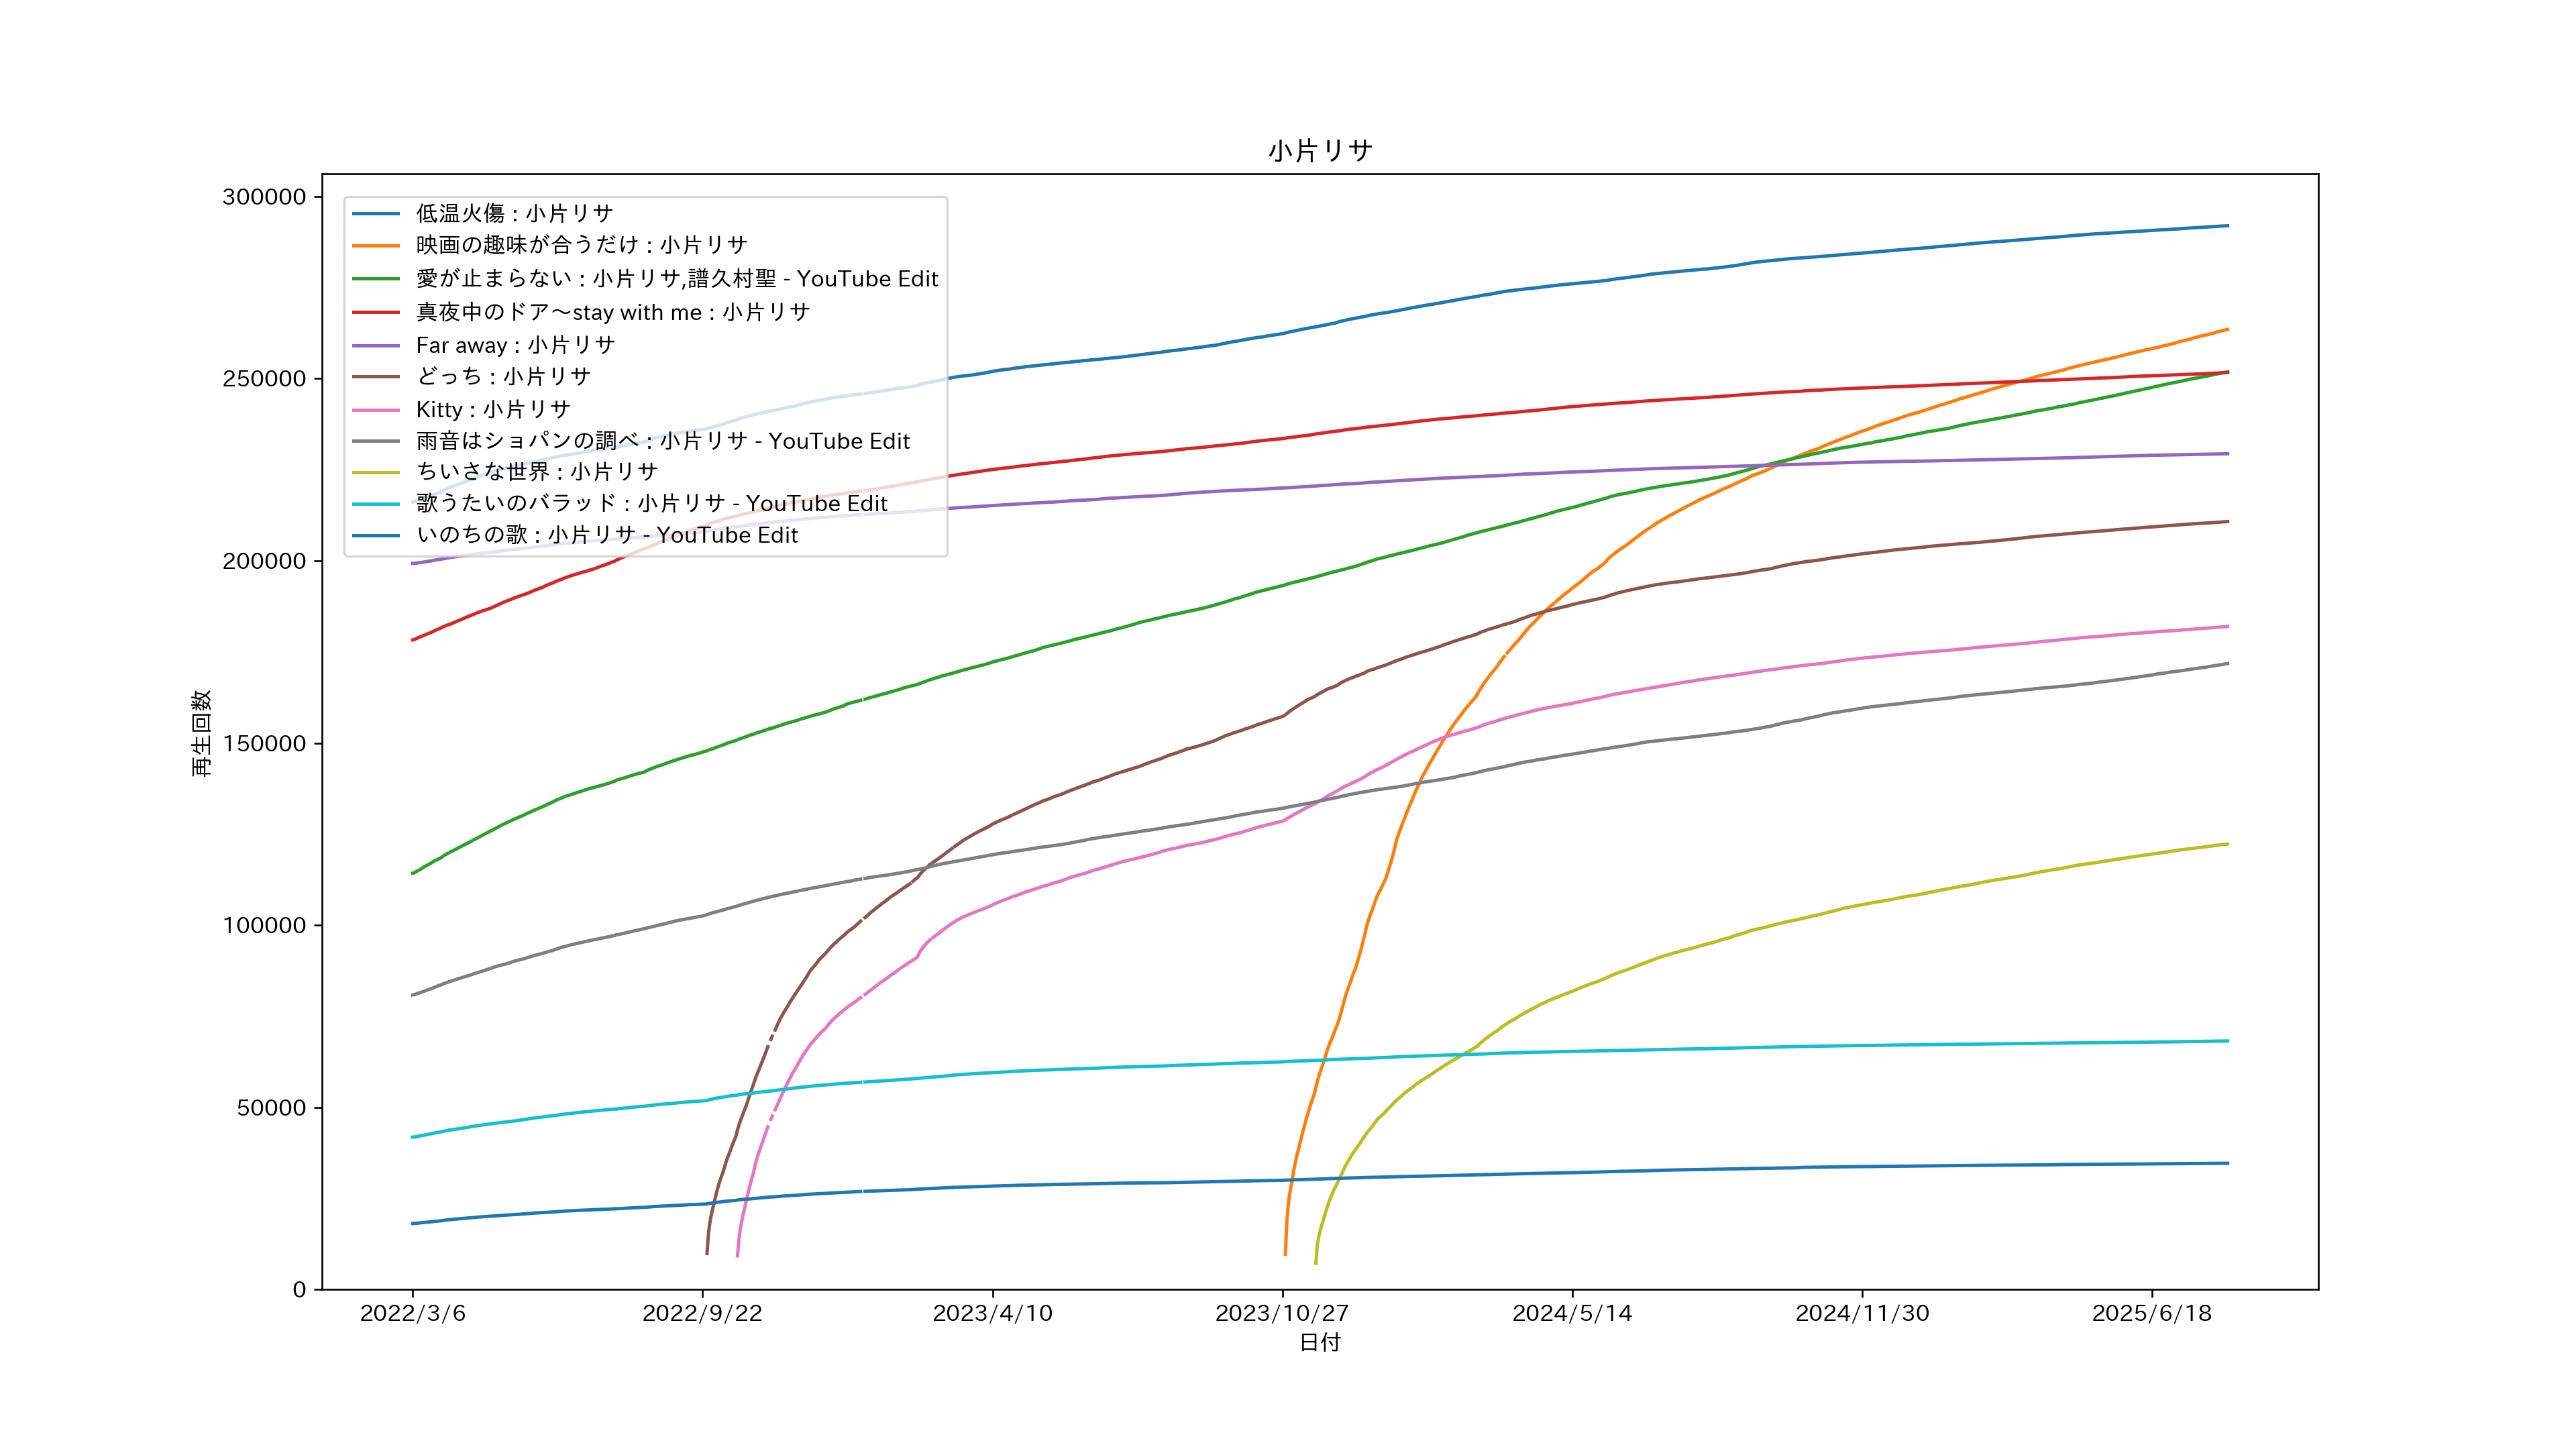 小片リサ
300000
250000
200000
150000
100000
50000
0
再生回数
低温火傷 : 小片リサ
映画の趣味が合うだけ : 小片リサ
愛が止まらない : 小片リサ,譜久村聖 - YouTube Edit
真夜中のドア〜stay with me : 小片リサ
Far away : 小片リサ
どっち : 小片リサ
Kitty : 小片リサ
雨音はショパンの調べ : 小片リサ - YouTube Edit
ちいさな世界 : 小片リサ
歌うたいのバラッド : 小片リサ - YouTube Edit
いのちの歌 : 小片リサ - YouTube Edit
2022/3/6 2022/9/22 2023/4/10 2023/10/27 2024/5/14 2024/11/30 2025/6/18
日付